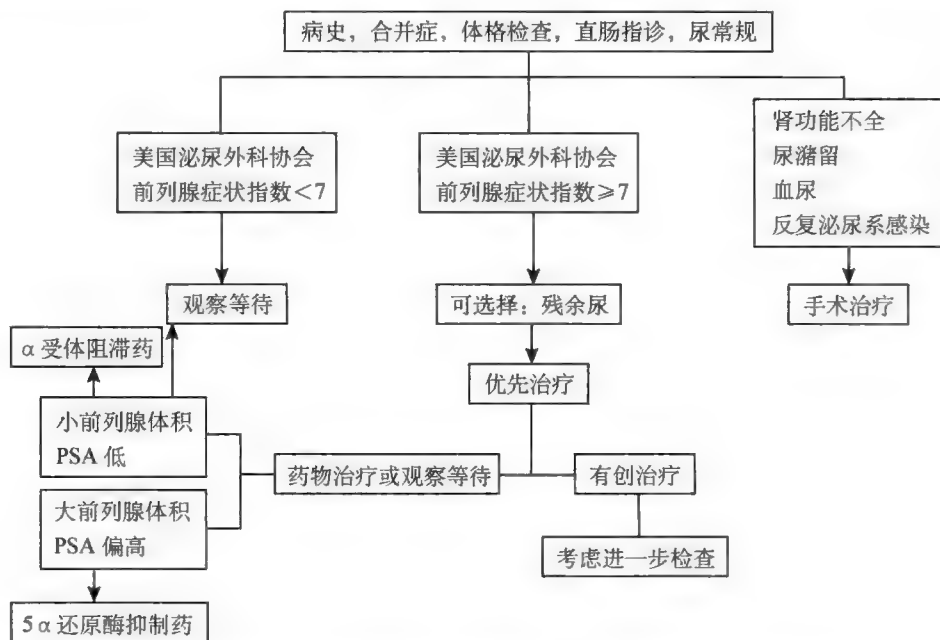 病史，合并症，体格检查，直肠指诊，尿常规
美国泌尿外科协会
前列腺症状指数<7
美国泌尿外科协会
前列腺症状指数≥7
肾功能不全
尿潴留
血尿
反复泌尿系感染
观察等待
可选择：残余尿
手术治疗
α受体阻滞药
优先治疗
小前列腺体积
PSA 低
药物治疗或观察等待
有创治疗
大前列腺体积
PSA 偏高
考虑进一步检查
5α还原酶抑制药